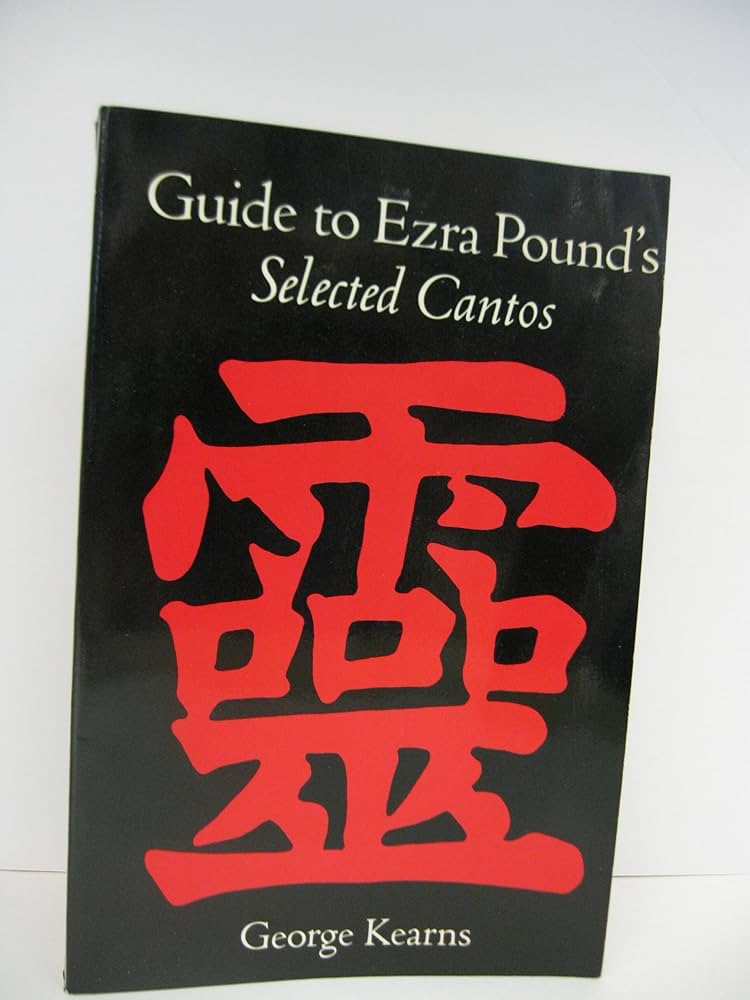 Guide to Ezra Pound's
Selected Cantos
靈
George Kearns